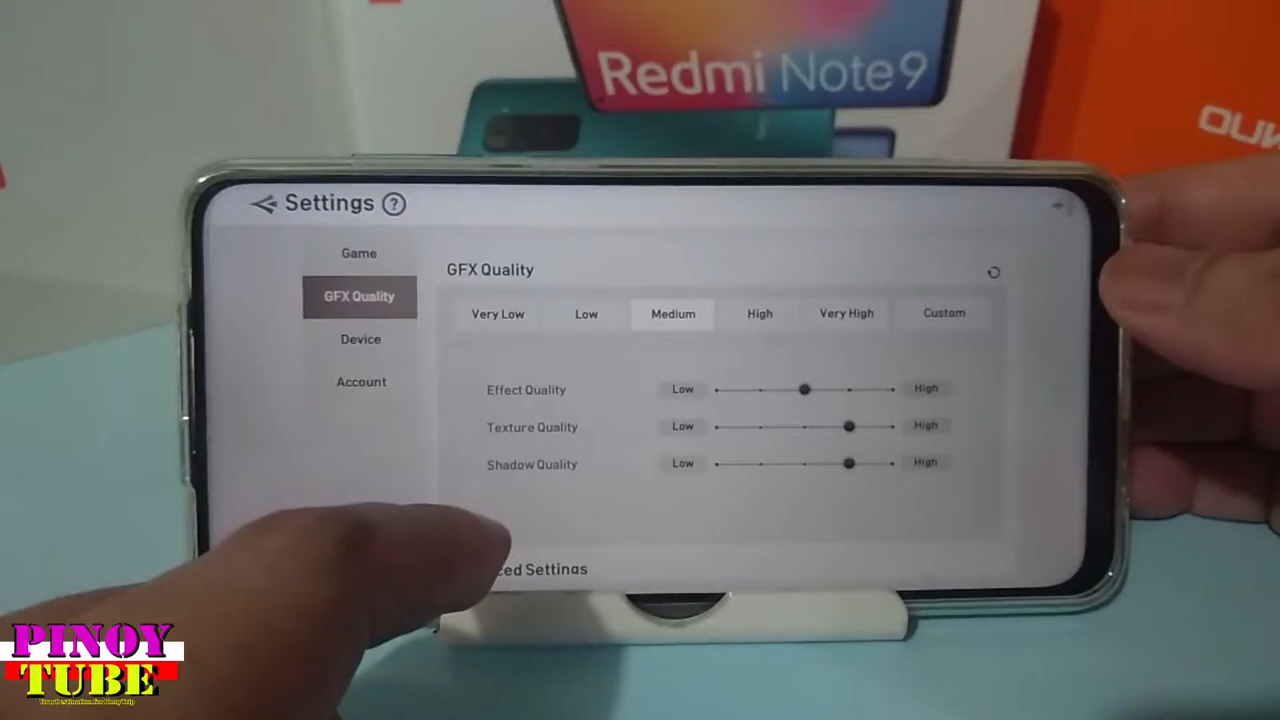 Redmi Note 9
OUK
Settings ?
Game
GFX Quality
Device
Account
GFX Quality
Very Low Low Medium High Very High Custom
Effect Quality Low High
Texture Quality Low High
Shadow Quality Low High
ced Settings
PINOY
TUBE